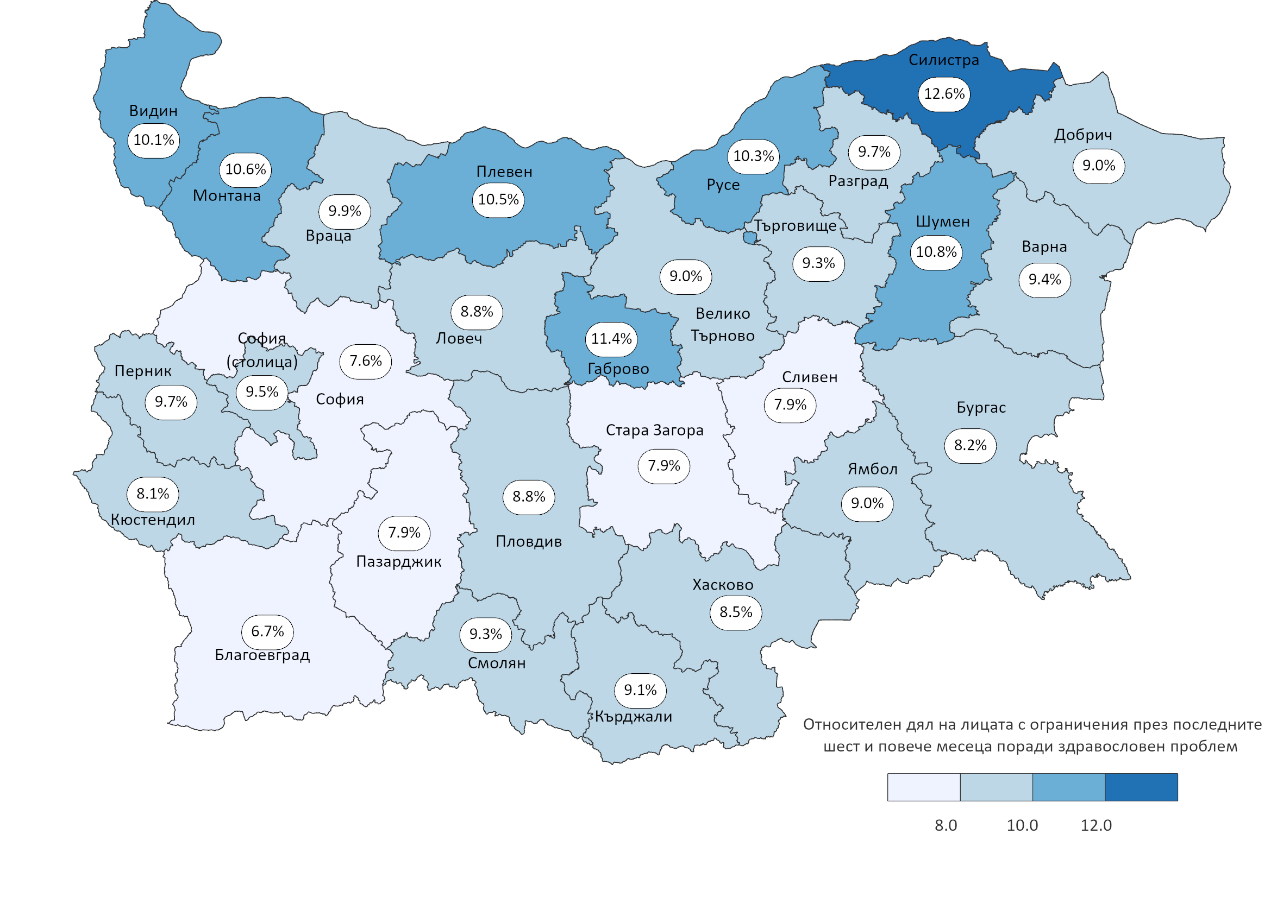 Силистра
12.6%
Видин
10.1%
10.6%
Монтана
Плевен
10.5%
10.3%
Русе
9.7%
Разград
Добрич
9.0%
9.9%
Враца
Търговище
9.3%
Шумен
10.8%
Варна
9.4%
9.0%
Велико
Търново
8.8%
Ловеч
11.4%
Габрово
София
(столица)
9.5%
7.6%
София
Перник
9.7%
Сливен
7.9%
Бургас
8.2%
Стара Загора
7.9%
Ямбол
9.0%
8.1%
Кюстендил
8.8%
Пловдив
7.9%
Пазарджик
Хасково
8.5%
6.7%
Благоевград
9.3%
Смолян
9.1%
Кърджали
Относителен дял на лицата с ограничения през последните
шест и повече месеца поради здравословен проблем
8.0 10.0 12.0